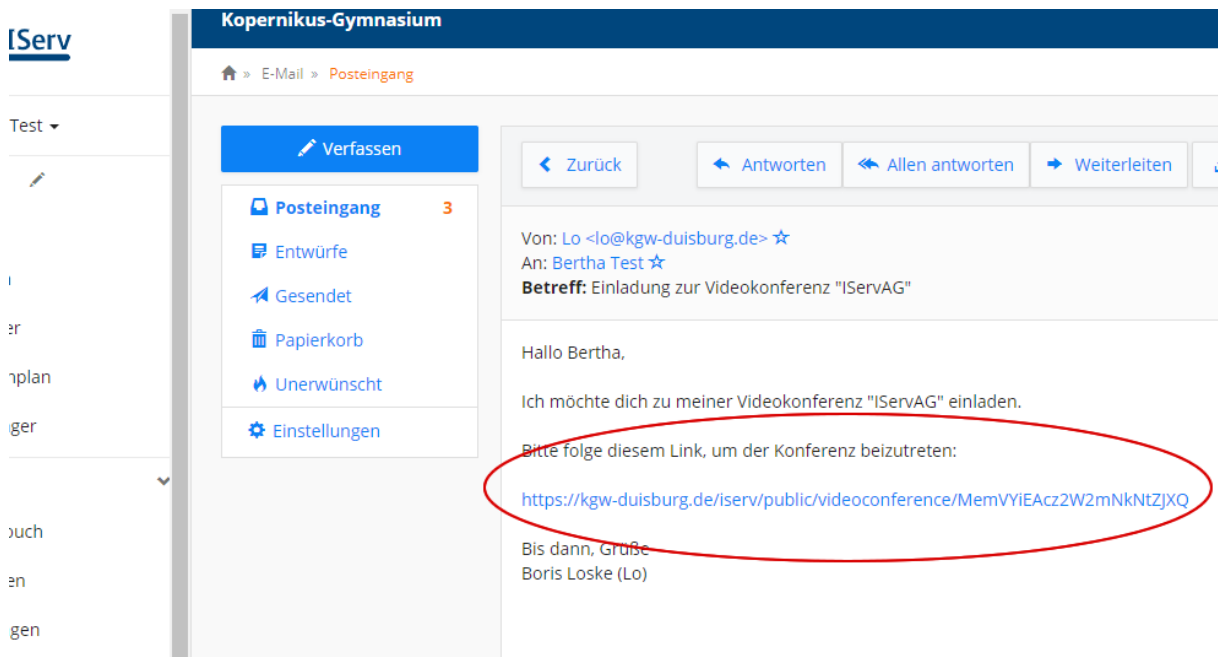 IServ
Kopernikus-Gymnasium
» E-Mail » Posteingang
Test
Verfassen
Zurück
Antworten
Allen antworten
Weiterleiten
Posteingang 3
Entwürfe
Gesendet
Papierkorb
Unerwünscht
Einstellungen
Von: Lo <lo@kgw-duisburg.de>
An: Bertha Test
Betreff: Einladung zur Videokonferenz "IServAG"
Hallo Bertha,
Ich möchte dich zu meiner Videokonferenz "IServAG" einladen.
Bitte folge diesem Link, um der Konferenz beizutreten:
https://kgw-duisburg.de/iserv/public/videoconference/MemVYiEAcz2W2mNkNtZJXQ
Bis dann, Grüße
Boris Loske (Lo)